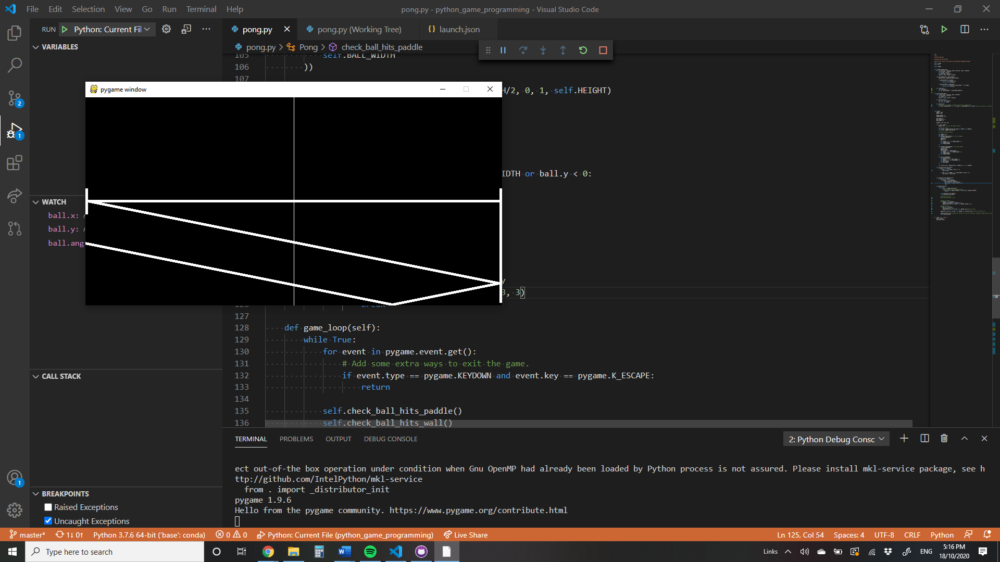 File Edit Selection View Go Run Terminal Help
pong.py - python_game_programming - Visual Studio Code
RUN Python: Current Fil
pong.py
pong.py (Working Tree)
launch.json
pong.py > Pong > check_ball_hits_paddle
VARIABLES
105 self.BALL_WIDTH
106 ))
107
pygame window
H/2, 0, 1, self.HEIGHT)
IDTH or ball.y < 0:
WATCH
ball.x:
ball.y:
ball.ang
y
3, 3)
126 break
127
128 def game_loop(self):
129 while True:
130 for event in pygame.event.get():
131 # Add some extra ways to exit the game.
132 if event.type == pygame.KEYDOWN and event.key == pygame.K_ESCAPE:
133 return
134
135 self.check_ball_hits_paddle()
136 self.check_ball_hits_wall()
2
1
CALL STACK
TERMINAL PROBLEMS OUTPUT DEBUG CONSOLE
2: Python Debug Consc
ect out-of-the box operation under condition when Gnu OpenMP had already been loaded by Python process is not assured. Please install mkl-service package, see h
ttp://github.com/IntelPython/mkl-service
from . import _distributor_init
pygame 1.9.6
Hello from the pygame community. https://www.pygame.org/contribute.html
1
BREAKPOINTS
Raised Exceptions
Uncaught Exceptions
master* 1↓ 0↑ Python 3.7.6 64-bit ('base': conda) 0 0 Python: Current File (python_game_programming) Live Share
Ln 125, Col 54 Spaces: 4 UTF-8 CRLF Python
Type here to search
Links ENG
5:16 PM
18/10/2020